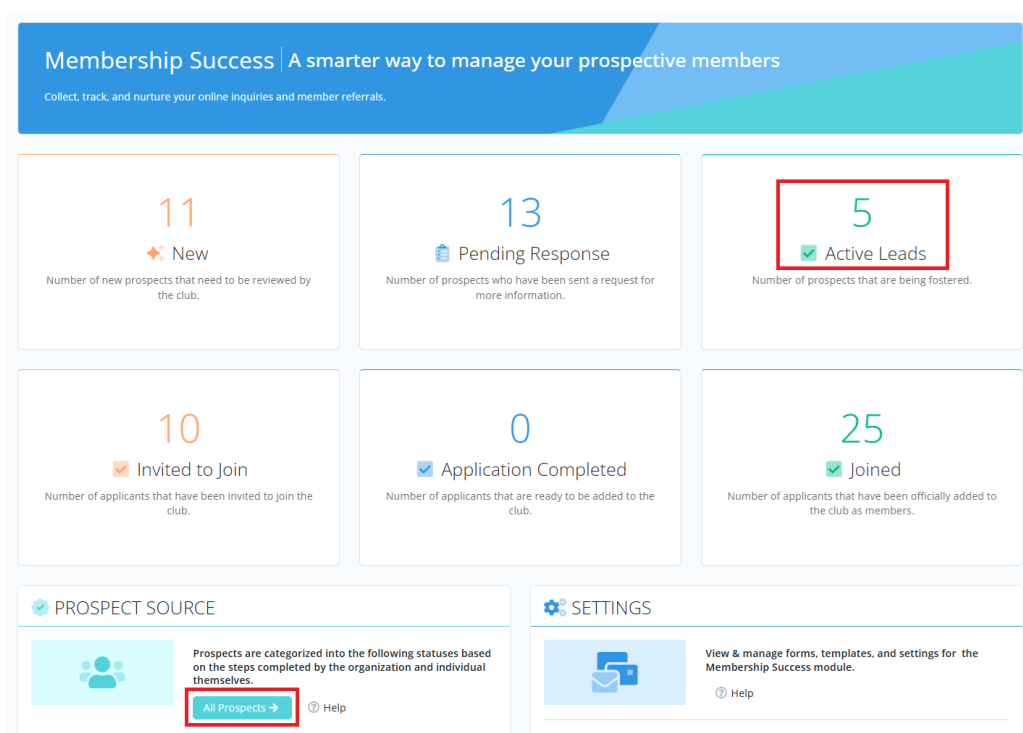 Membership Success | A smarter way to manage your prospective members
Collect, track, and nurture your online inquiries and member referrals.
11
New
Number of new prospects that need to be reviewed by
the club.
13
Pending Response
Number of prospects who have been sent a request for
more information.
5
Active Leads
Number of prospects that are being fostered.
10
Invited to Join
Number of applicants that have been invited to join the
club.
0
Application Completed
Number of applicants that are ready to be added to the
club.
25
Joined
Number of applicants that have been officially added to
the club as members.
PROSPECT SOURCE
Prospects are categorized into the following statuses based
on the steps completed by the organization and individual
themselves.
All Prospects → Help
SETTINGS
View & manage forms, templates, and settings for the
Membership Success module.
Help